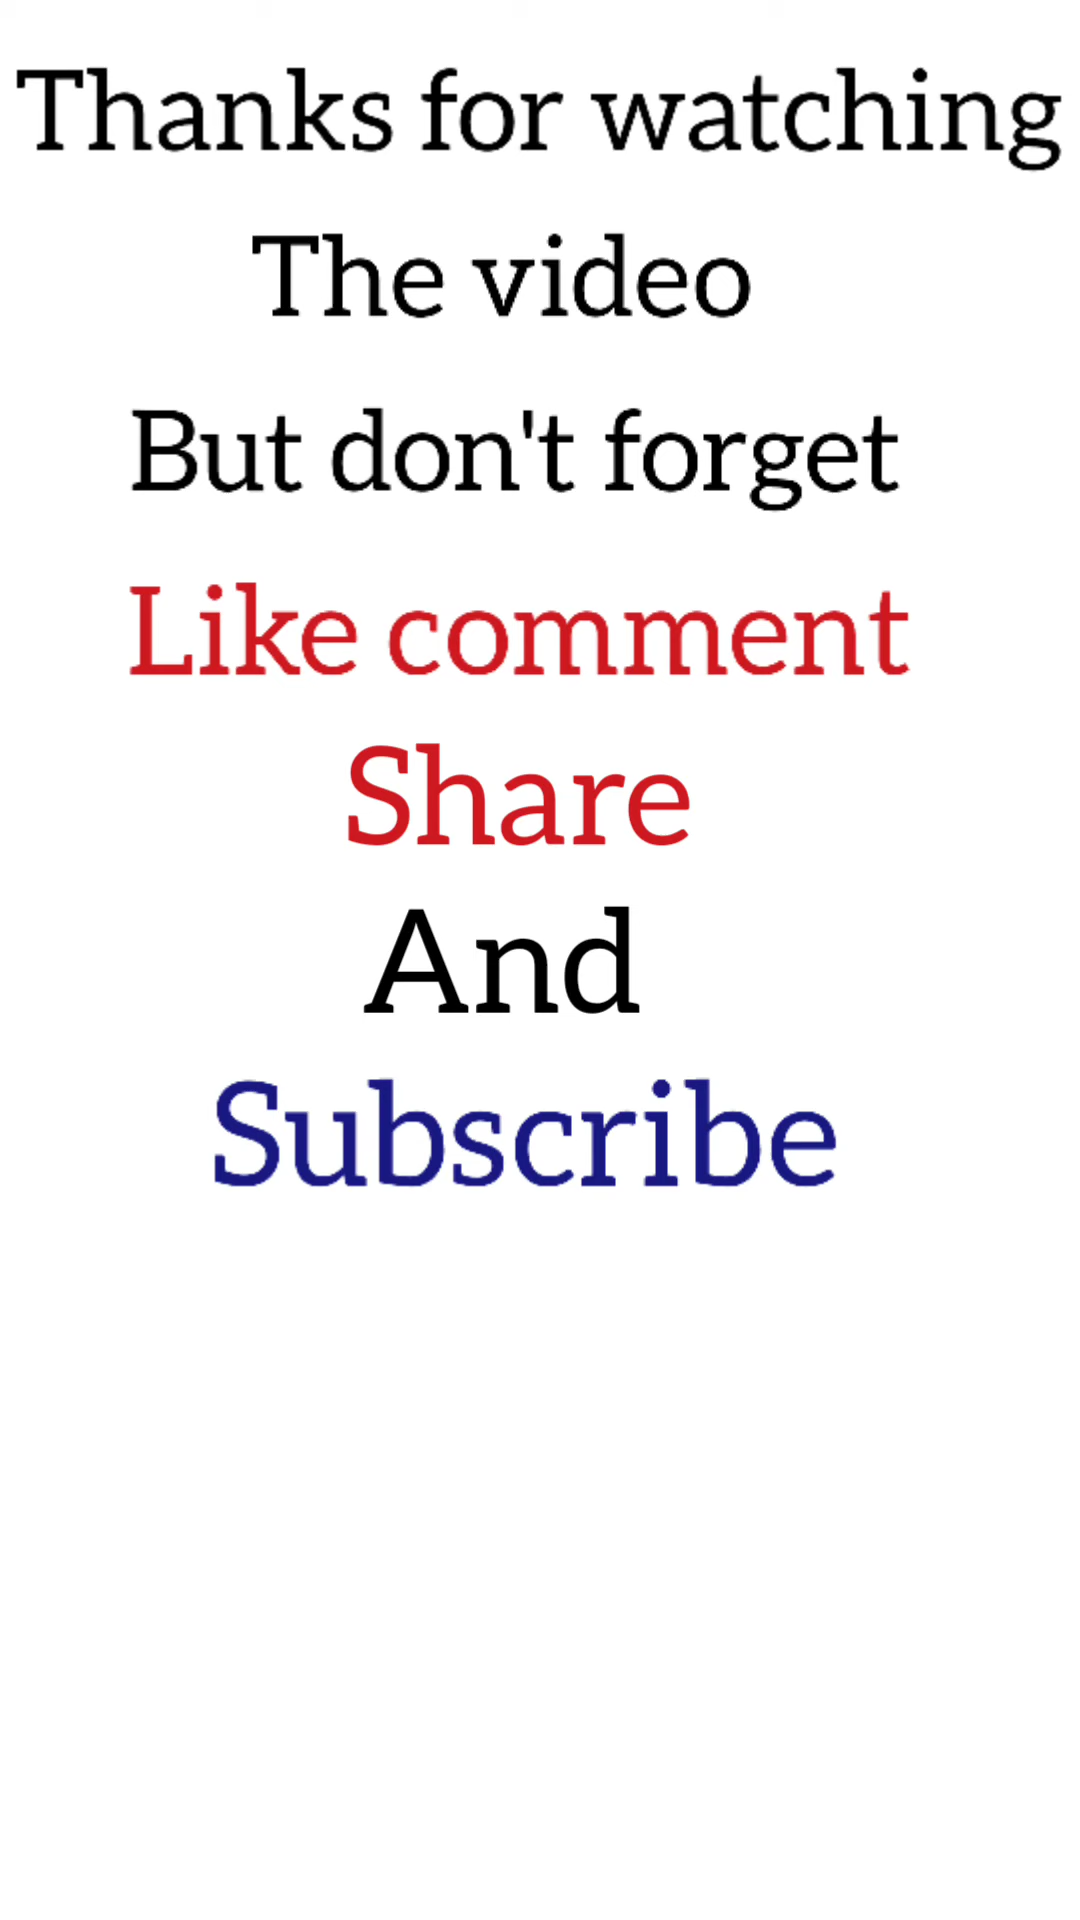 Thanks for watching
The video
But don't forget
Like comment
Share
And
Subscribe